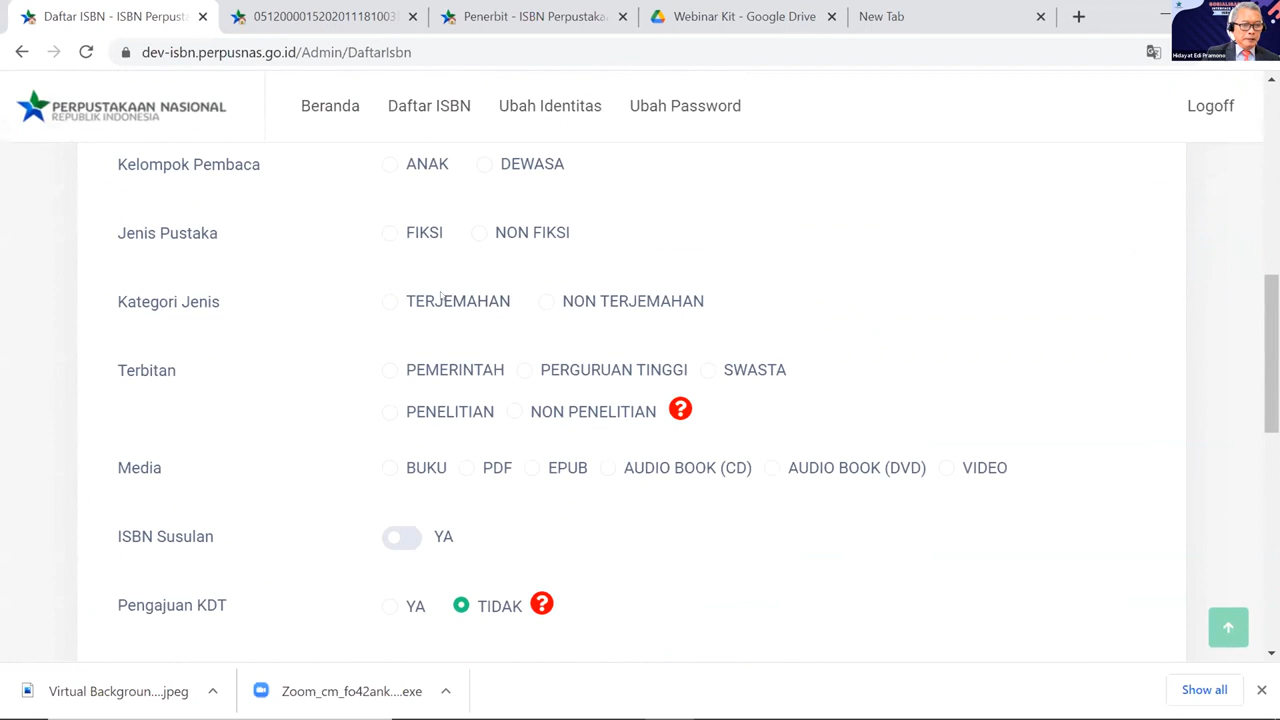 Daftar ISBN - ISBN Perpust
0512000015202011181003
Penerbit ISBN Perpustaka
Webinar Kit - Google Drive
New Tab
dev-isbn.perpusnas.go.id/Admin/DaftarIsbn
Hidayat Edi Pramono
PERPUSTAKAAN NASIONAL
REPUBLIK INDONESIA
Beranda
Daftar ISBN
Ubah Identitas
Ubah Password
Logoff
Kelompok Pembaca
ANAK
DEWASA
Jenis Pustaka
FIKSI
NON FIKSI
Kategori Jenis
TERJEMAHAN
NON TERJEMAHAN
Terbitan
PEMERINTAH
PERGURUAN TINGGI
SWASTA
PENELITIAN
NON PENELITIAN
?
Media
BUKU
PDF
EPUB
AUDIO BOOK (CD)
AUDIO BOOK (DVD)
VIDEO
ISBN Susulan
YA
Pengajuan KDT
YA
TIDAK
?
Virtual Backgroun....jpeg
Zoom_cm_fo42ank....exe
Show all